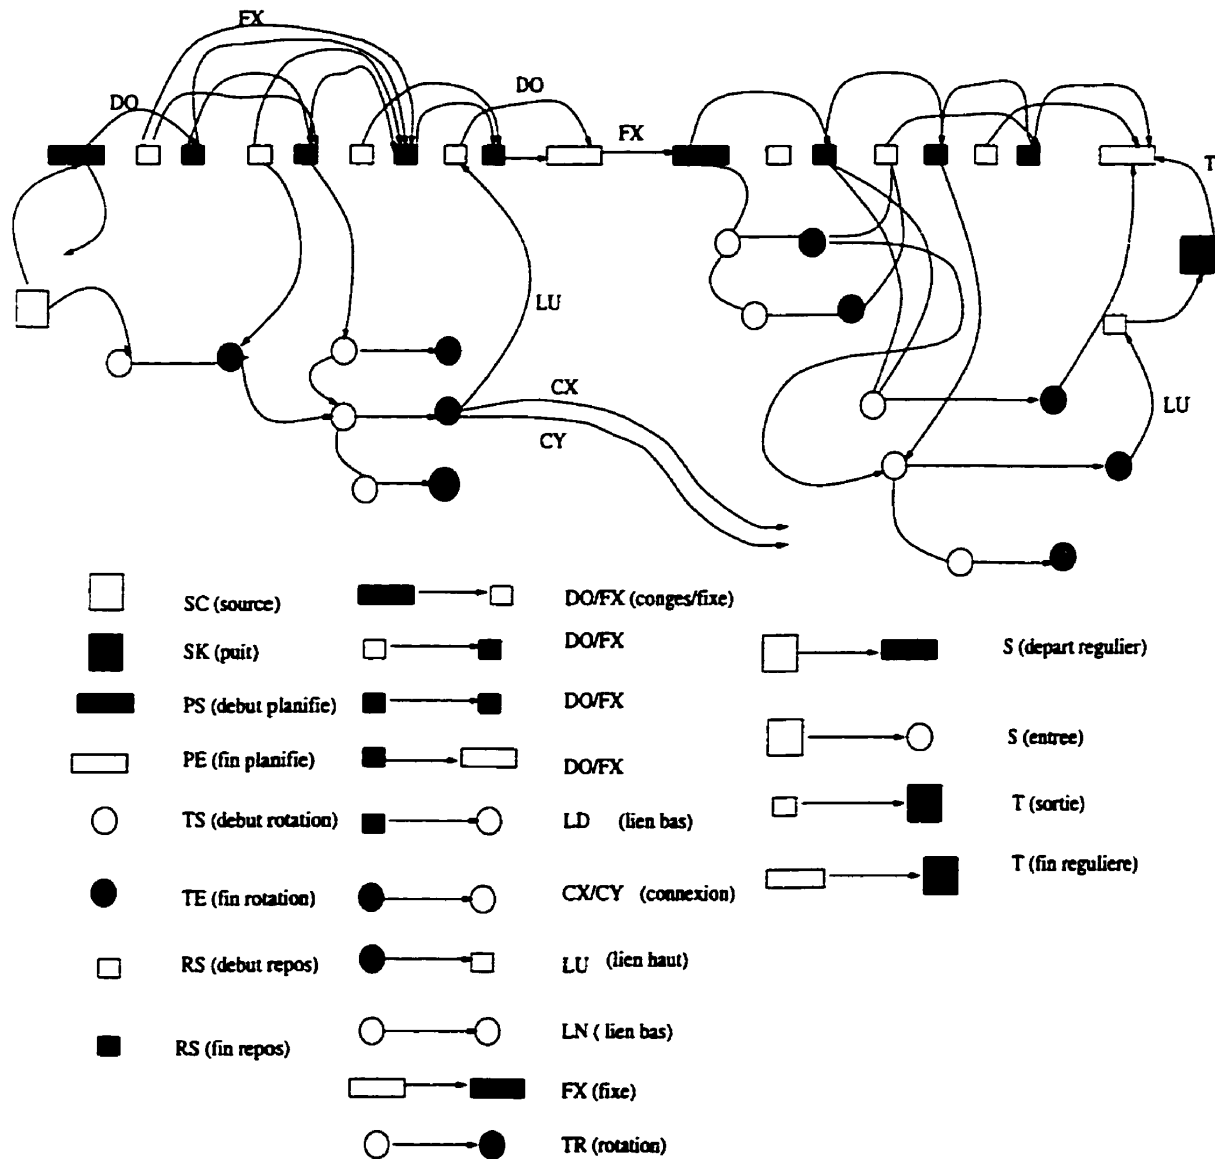 FX
DO
DO
FX
T
LU
CX
CY
LU
SC (source)
SK (puit)
PS (debut planifie)
PE (fin planifie)
TS (debut rotation)
TE (fin rotation)
RS (debut repos)
RS (fin repos)
DO/FX (conges/fixe)
DO/FX
DO/FX
DO/FX
LD (lien bas)
CX/CY (connexion)
LU (lien haut)
LN ( lien bas)
FX (fixe)
TR (rotation)
S (depart regulier)
S (entree)
T (sortie)
T (fin reguliere)